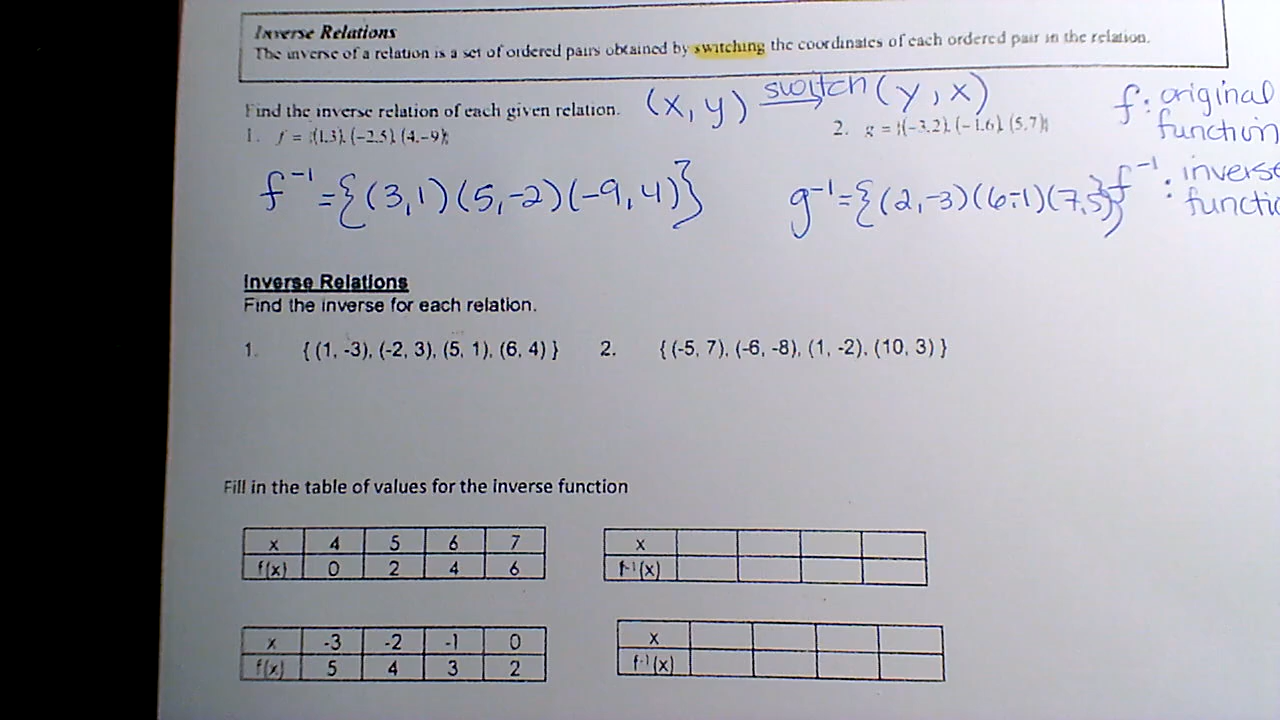 Inverse Relations
The inverse of a relation is a set of ordered pairs obtained by switching the coordinates of each ordered pair in the relation.
Find the inverse relation of each given relation. (x, y) switch (y, x)
f: original function
1. f = {(1,3), (-2,5), (4,-9)}
2. g = {(-3,2), (-1,6), (5,7)}
f⁻¹ = {(3,1)(5,-2)(-9,4)}
g⁻¹ = {(2,-3)(6,-1)(7,5)}
f⁻¹: inverse functio
Inverse Relations
Find the inverse for each relation.
1. { (1, -3), (-2, 3), (5, 1), (6, 4) }
2. { (-5, 7), (-6, -8), (1, -2), (10, 3) }
Fill in the table of values for the inverse function
x 4 5 6 7
f(x) 0 2 4 6
x
f⁻¹(x)
x -3 -2 -1 0
f(x) 5 4 3 2
x
f⁻¹(x)